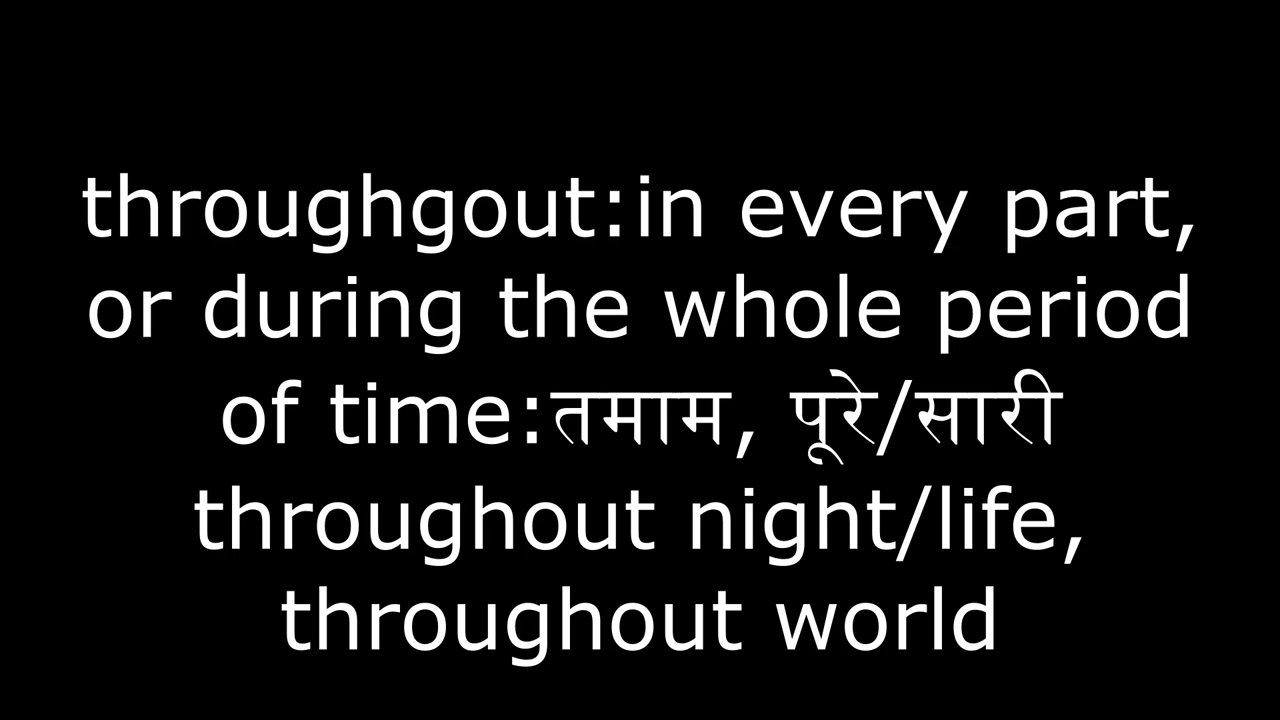 throughgout:in every part,
or during the whole period
of time:तमाम, पूरे/सारी
throughout night/life,
throughout world